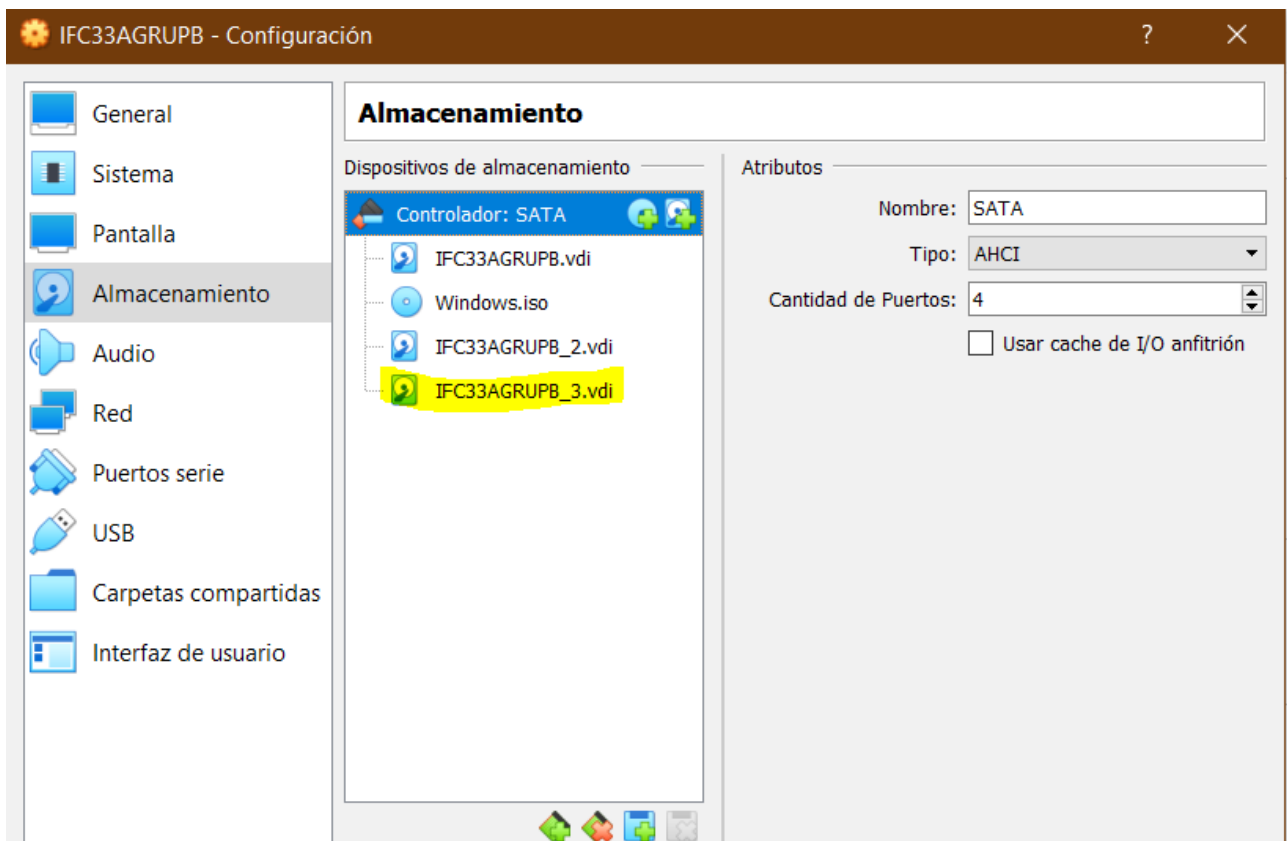 IFC33AGRUPB - Configuración ? ×
General
Sistema
Pantalla
Almacenamiento
Audio
Red
Puertos serie
USB
Carpetas compartidas
Interfaz de usuario
Almacenamiento
Dispositivos de almacenamiento
Controlador: SATA
IFC33AGRUPB.vdi
Windows.iso
IFC33AGRUPB_2.vdi
IFC33AGRUPB_3.vdi
Atributos
Nombre: SATA
Tipo: AHCI
Cantidad de Puertos: 4
Usar cache de I/O anfitrión